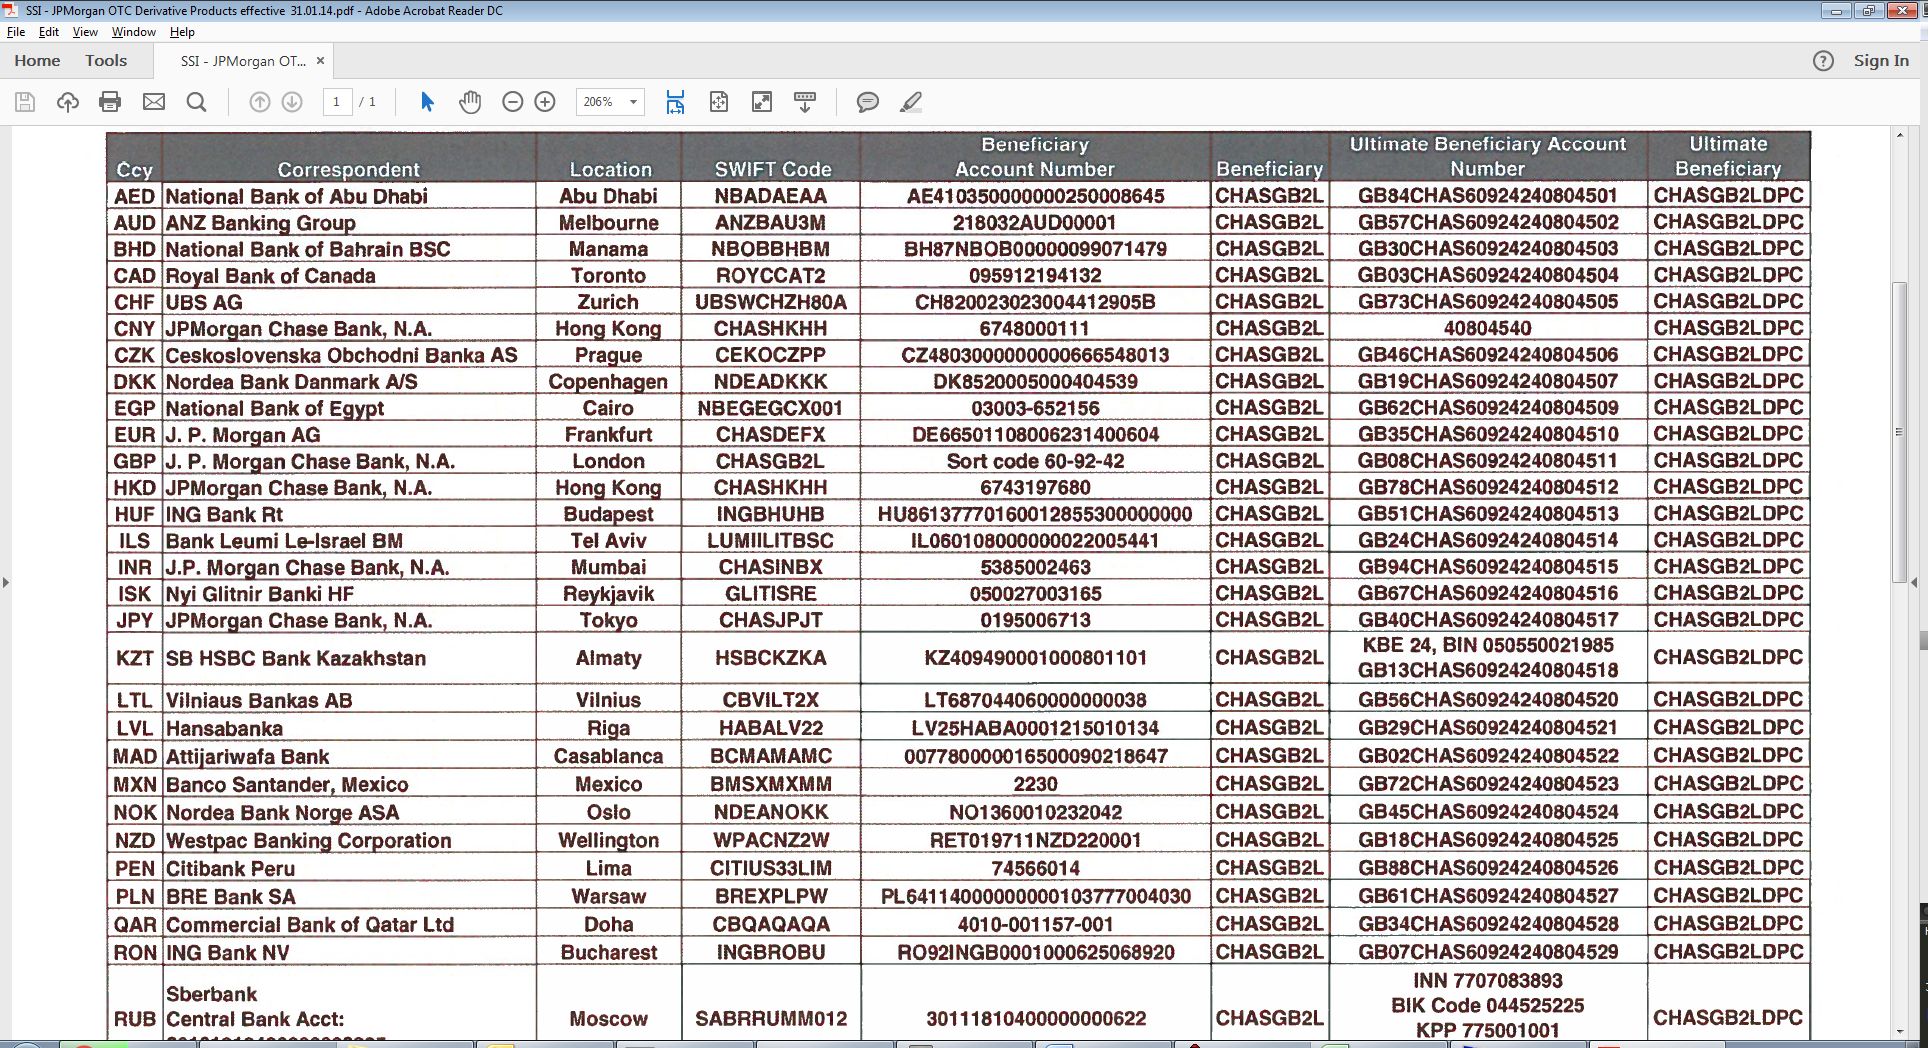 SSI - JPMorgan OTC Derivative Products effective 31.01.14.pdf - Adobe Acrobat Reader DC
File Edit View Window Help
Home Tools SSI - JPMorgan OT... × Sign In
1 / 1 206%
Ccy Correspondent Location SWIFT Code Beneficiary Account Number Beneficiary Ultimate Beneficiary Account Number Ultimate Beneficiary
AED National Bank of Abu Dhabi Abu Dhabi NBADAEAA AE410350000000250008645 CHASGB2L GB84CHAS60924240804501 CHASGB2LDPC
AUD ANZ Banking Group Melbourne ANZBAU3M 218032AUD00001 CHASGB2L GB57CHAS60924240804502 CHASGB2LDPC
BHD National Bank of Bahrain BSC Manama NBOBBHBM BH87NBOB00000099071479 CHASGB2L GB30CHAS60924240804503 CHASGB2LDPC
CAD Royal Bank of Canada Toronto ROYCCAT2 095912194132 CHASGB2L GB03CHAS60924240804504 CHASGB2LDPC
CHF UBS AG Zurich UBSWCHZH80A CH820023023004412905B CHASGB2L GB73CHAS60924240804505 CHASGB2LDPC
CNY JPMorgan Chase Bank, N.A. Hong Kong CHASHKHH 6748000111 CHASGB2L 40804540 CHASGB2LDPC
CZK Ceskoslovenska Obchodni Banka AS Prague CEKOCZPP CZ4803000000000666548013 CHASGB2L GB46CHAS60924240804506 CHASGB2LDPC
DKK Nordea Bank Danmark A/S Copenhagen NDEADKKK DK8520005000404539 CHASGB2L GB19CHAS60924240804507 CHASGB2LDPC
EGP National Bank of Egypt Cairo NBEGEGCX001 03003-652156 CHASGB2L GB62CHAS60924240804509 CHASGB2LDPC
EUR J. P. Morgan AG Frankfurt CHASDEFX DE66501108006231400604 CHASGB2L GB35CHAS60924240804510 CHASGB2LDPC
GBP J. P. Morgan Chase Bank, N.A. London CHASGB2L Sort code 60-92-42 CHASGB2L GB08CHAS60924240804511 CHASGB2LDPC
HKD JPMorgan Chase Bank, N.A. Hong Kong CHASHKHH 6743197680 CHASGB2L GB78CHAS60924240804512 CHASGB2LDPC
HUF ING Bank Rt Budapest INGBHUHB HU86137770160012855300000000 CHASGB2L GB51CHAS60924240804513 CHASGB2LDPC
ILS Bank Leumi Le-Israel BM Tel Aviv LUMIILITBSC IL060108000000022005441 CHASGB2L GB24CHAS60924240804514 CHASGB2LDPC
INR J.P. Morgan Chase Bank, N.A. Mumbai CHASINBX 5385002463 CHASGB2L GB94CHAS60924240804515 CHASGB2LDPC
ISK Nyi Glitnir Banki HF Reykjavik GLITISRE 050027003165 CHASGB2L GB67CHAS60924240804516 CHASGB2LDPC
JPY JPMorgan Chase Bank, N.A. Tokyo CHASJPJT 0195006713 CHASGB2L GB40CHAS60924240804517 CHASGB2LDPC
KZT SB HSBC Bank Kazakhstan Almaty HSBCKZKA KZ409490001000801101 CHASGB2L KBE 24, BIN 050550021985 GB13CHAS60924240804518 CHASGB2LDPC
LTL Vilniaus Bankas AB Vilnius CBVILT2X LT687044060000000038 CHASGB2L GB56CHAS60924240804520 CHASGB2LDPC
LVL Hansabanka Riga HABALV22 LV25HABA0001215010134 CHASGB2L GB29CHAS60924240804521 CHASGB2LDPC
MAD Attijariwafa Bank Casablanca BCMAMAMC 007780000016500090218647 CHASGB2L GB02CHAS60924240804522 CHASGB2LDPC
MXN Banco Santander, Mexico Mexico BMSXMXMM 2230 CHASGB2L GB72CHAS60924240804523 CHASGB2LDPC
NOK Nordea Bank Norge ASA Oslo NDEANOKK NO1360010232042 CHASGB2L GB45CHAS60924240804524 CHASGB2LDPC
NZD Westpac Banking Corporation Wellington WPACNZ2W RET019711NZD220001 CHASGB2L GB18CHAS60924240804525 CHASGB2LDPC
PEN Citibank Peru Lima CITIUS33LIM 74566014 CHASGB2L GB88CHAS60924240804526 CHASGB2LDPC
PLN BRE Bank SA Warsaw BREXPLPW PL64114000000000103777004030 CHASGB2L GB61CHAS60924240804527 CHASGB2LDPC
QAR Commercial Bank of Qatar Ltd Doha CBQAQAQA 4010-001157-001 CHASGB2L GB34CHAS60924240804528 CHASGB2LDPC
RON ING Bank NV Bucharest INGBROBU RO92INGB0001000625068920 CHASGB2L GB07CHAS60924240804529 CHASGB2LDPC
RUB Sberbank Central Bank Acct: Moscow SABRRUMM012 30111810400000000622 CHASGB2L INN 7707083893 BIK Code 044525225 KPP 775001001 CHASGB2LDPC